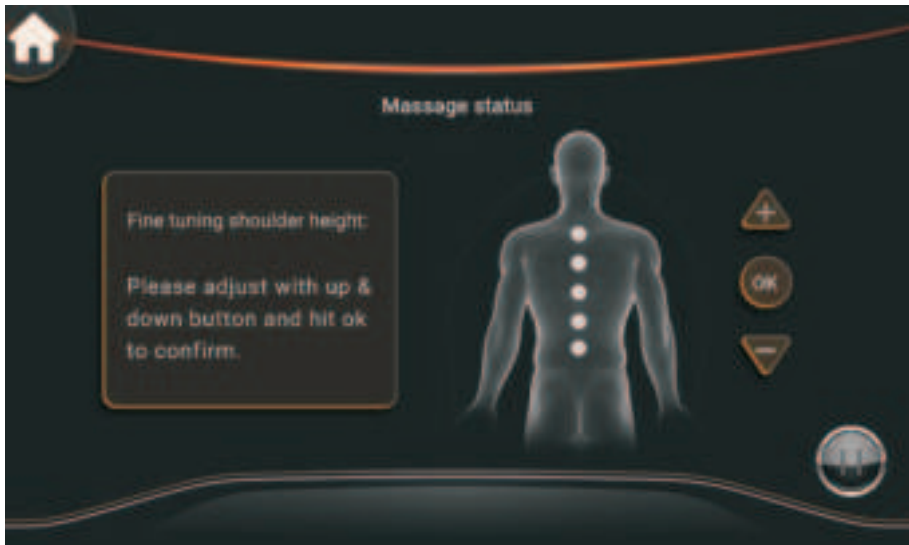 Massage status
Fine tuning shoulder height:
Please adjust with up &
down button and hit ok
to confirm.
+
OK
−